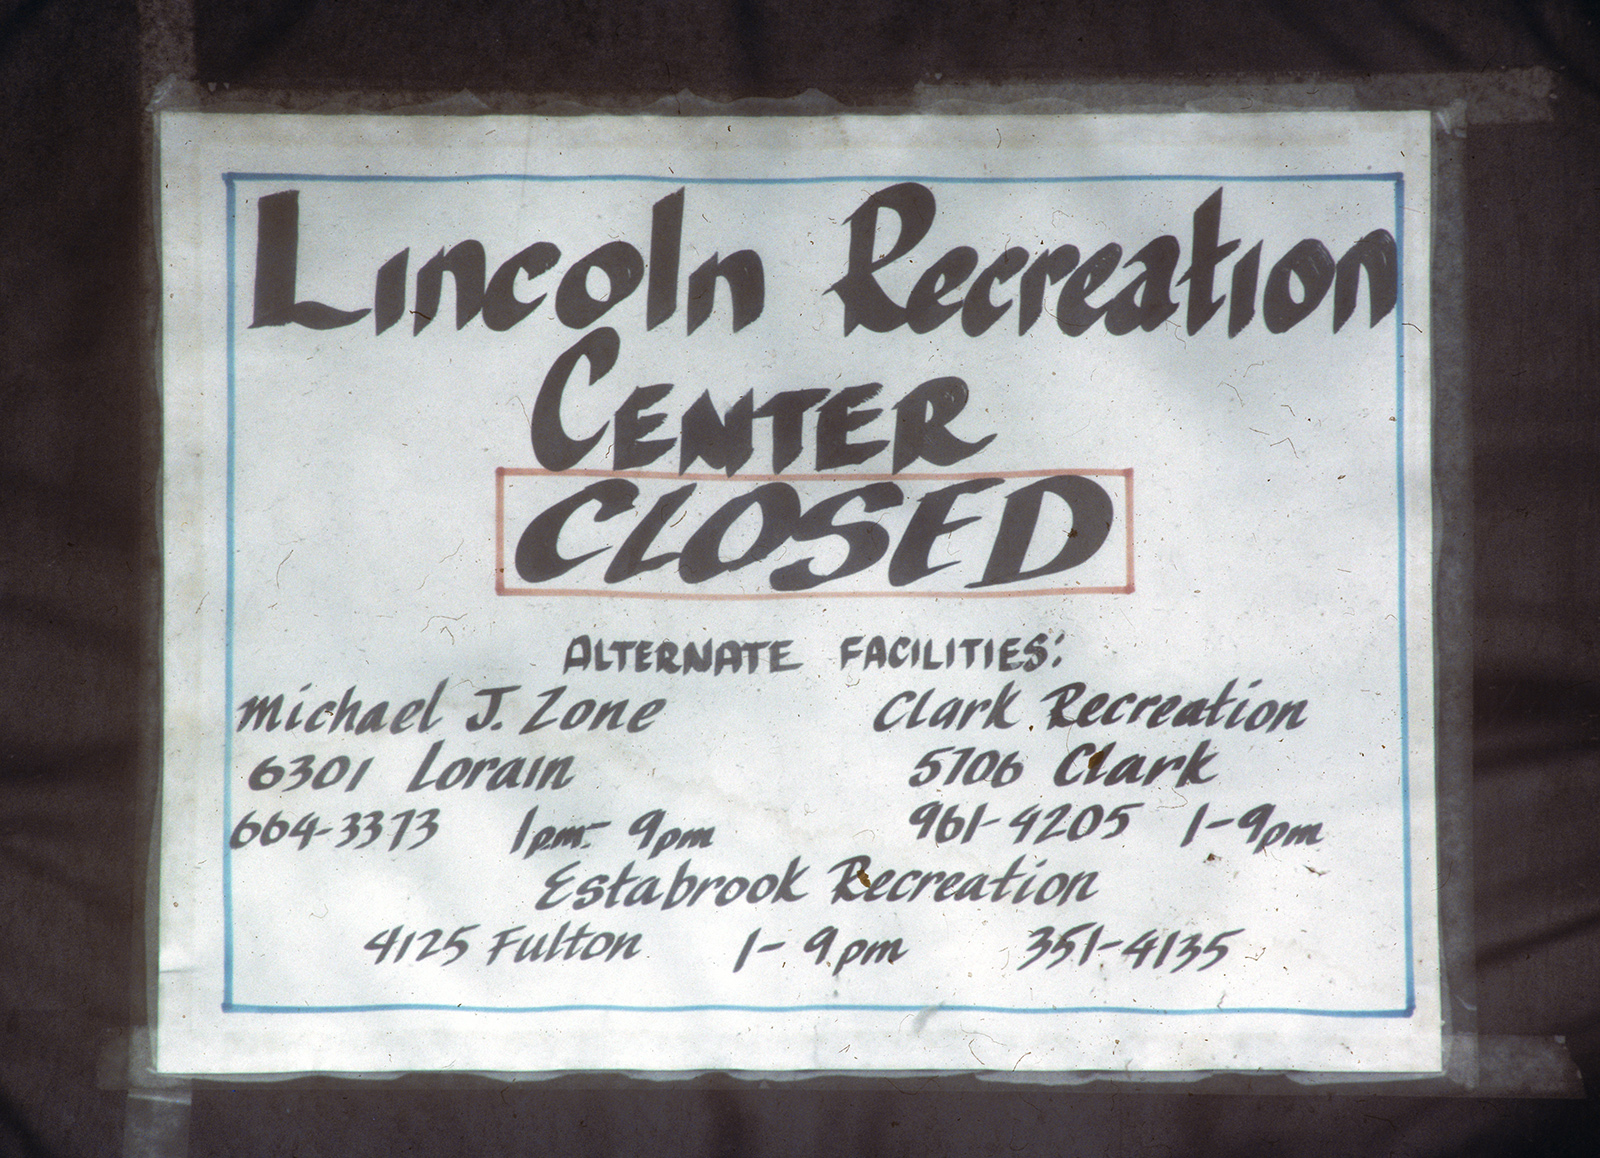 Lincoln Recreation
CENTER
CLOSED
ALTERNATE FACILITIES:
Michael J. Zone
6301 Lorain
664-3373 1pm- 9pm
Clark Recreation
5706 Clark
961-4205 1-9pm
Estabrook Recreation
4125 Fulton 1-9pm 351-4135